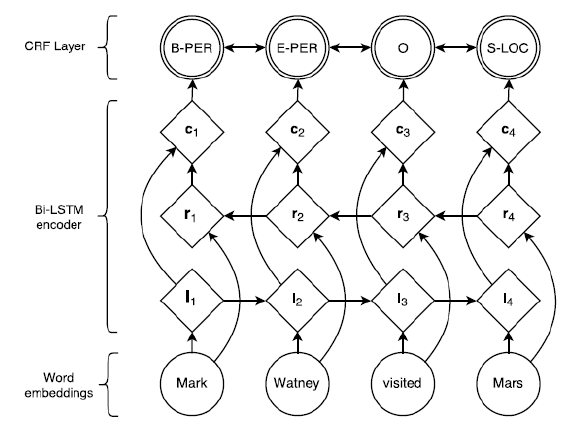 CRF Layer
B-PER E-PER O S-LOC
c1 c2 c3 c4
Bi-LSTM
encoder
r1 r2 r3 r4
l1 l2 l3 l4
Word
embeddings
Mark Watney visited Mars